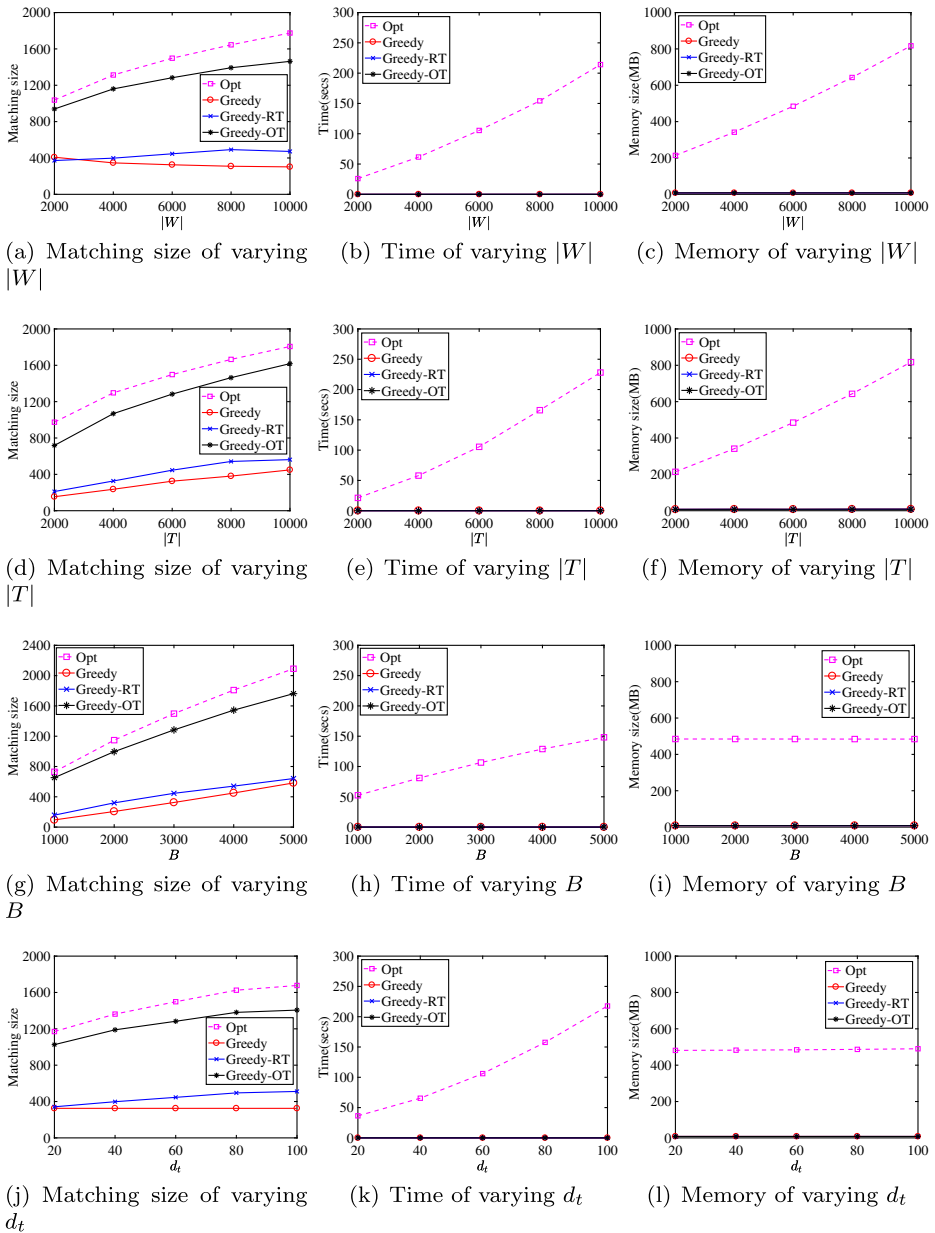 2000
1600
1200
800
400
0
Matching size
Opt
Greedy
Greedy-RT
Greedy-OT
2000 4000 6000 8000 10000
|W|
(a) Matching size of varying
|W|
300
250
200
150
100
50
0
Time(secs)
Opt
Greedy
Greedy-RT
Greedy-OT
2000 4000 6000 8000 10000
|W|
(b) Time of varying |W|
1000
800
600
400
200
0
Memory size(MB)
Opt
Greedy
Greedy-RT
Greedy-OT
2000 4000 6000 8000 10000
|W|
(c) Memory of varying |W|
2000
1600
1200
800
400
0
Matching size
Opt
Greedy
Greedy-RT
Greedy-OT
2000 4000 6000 8000 10000
|T|
(d) Matching size of varying
|T|
300
250
200
150
100
50
0
Time(secs)
Opt
Greedy
Greedy-RT
Greedy-OT
2000 4000 6000 8000 10000
|T|
(e) Time of varying |T|
1000
800
600
400
200
0
Memory size(MB)
Opt
Greedy
Greedy-RT
Greedy-OT
2000 4000 6000 8000 10000
|T|
(f) Memory of varying |T|
2400
2000
1600
1200
800
400
0
Matching size
Opt
Greedy
Greedy-RT
Greedy-OT
1000 2000 3000 4000 5000
B
(g) Matching size of varying
B
300
250
200
150
100
50
0
Time(secs)
Opt
Greedy
Greedy-RT
Greedy-OT
1000 2000 3000 4000 5000
B
(h) Time of varying B
1000
800
600
400
200
0
Memory size(MB)
Opt
Greedy
Greedy-RT
Greedy-OT
1000 2000 3000 4000 5000
B
(i) Memory of varying B
2000
1600
1200
800
400
0
Matching size
Opt
Greedy
Greedy-RT
Greedy-OT
20 40 60 80 100
d_t
(j) Matching size of varying
d_t
300
250
200
150
100
50
0
Time(secs)
Opt
Greedy
Greedy-RT
Greedy-OT
20 40 60 80 100
d_t
(k) Time of varying d_t
1000
800
600
400
200
0
Memory size(MB)
Opt
Greedy
Greedy-RT
Greedy-OT
20 40 60 80 100
d_t
(l) Memory of varying d_t